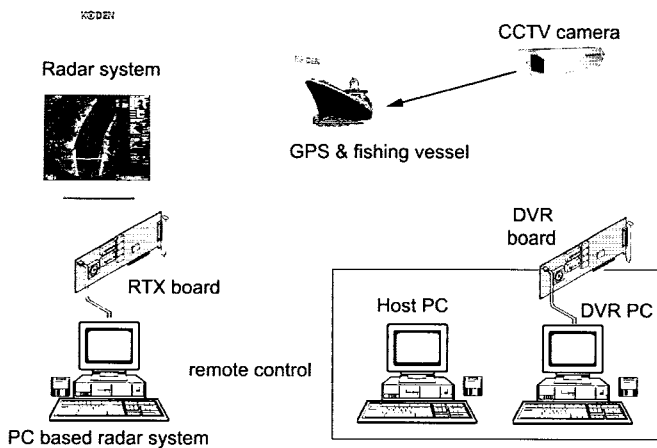 KODEN
Radar system
CCTV camera
GPS & fishing vessel
RTX board
DVR
board
Host PC
DVR PC
remote control
PC based radar system